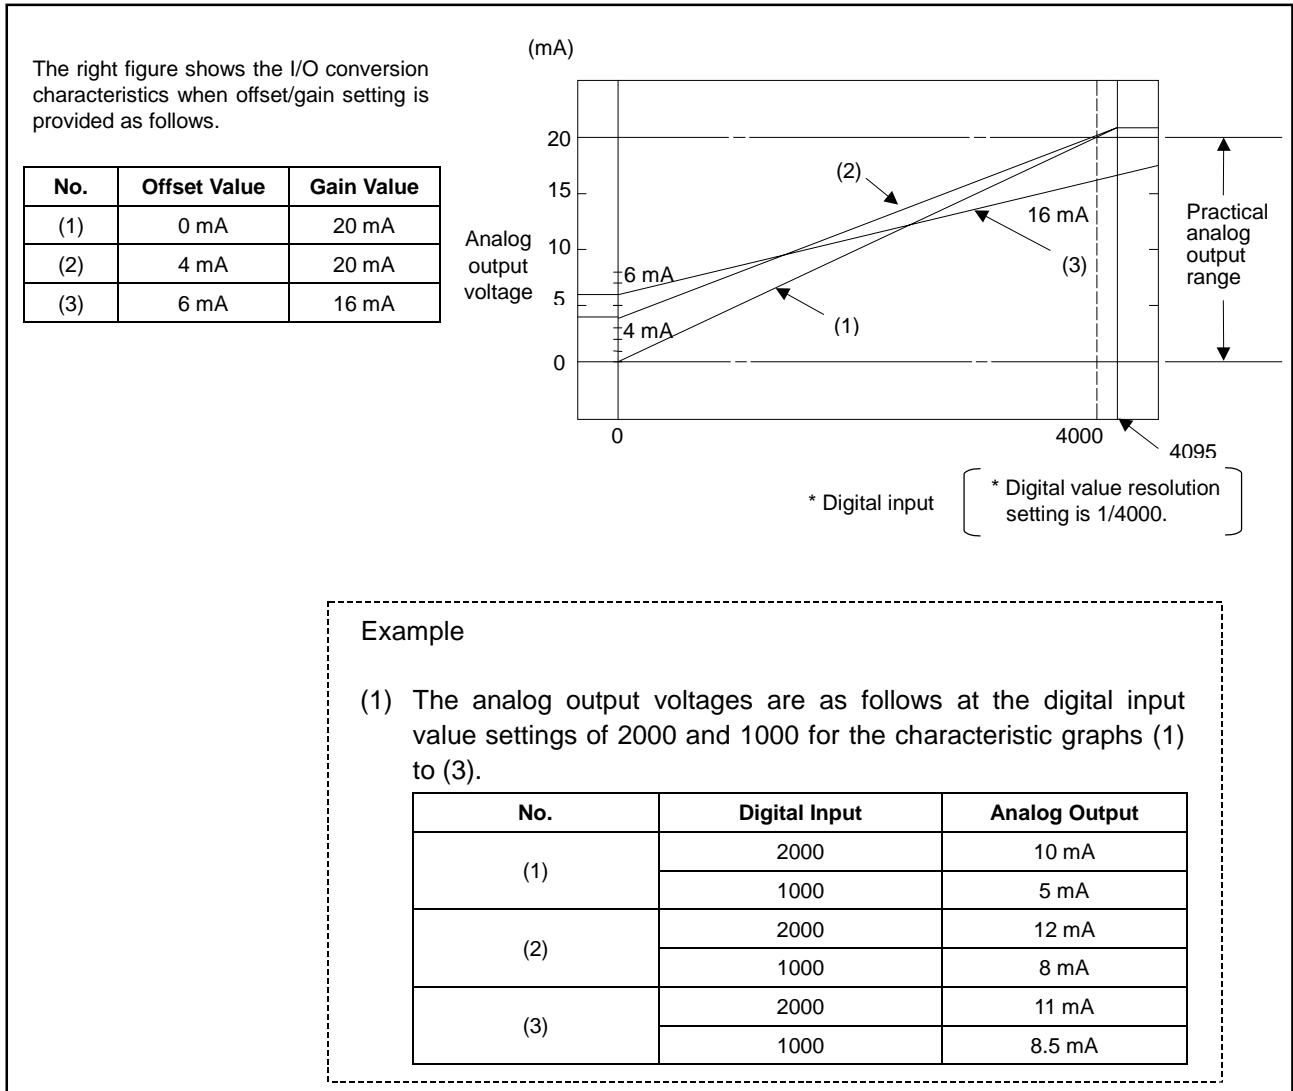 The right figure shows the I/O conversion
characteristics when offset/gain setting is
provided as follows.
No. Offset Value Gain Value
(1) 0 mA 20 mA
(2) 4 mA 20 mA
(3) 6 mA 16 mA
(mA)
20
15
10
5
0
Analog
output
voltage
6 mA
4 mA
(2)
(1)
16 mA
(3)
Practical
analog
output
range
0
4000
4095
* Digital input
* Digital value resolution
setting is 1/4000.
Example
(1) The analog output voltages are as follows at the digital input
value settings of 2000 and 1000 for the characteristic graphs (1)
to (3).
No. Digital Input Analog Output
(1) 2000 10 mA
1000 5 mA
(2) 2000 12 mA
1000 8 mA
(3) 2000 11 mA
1000 8.5 mA